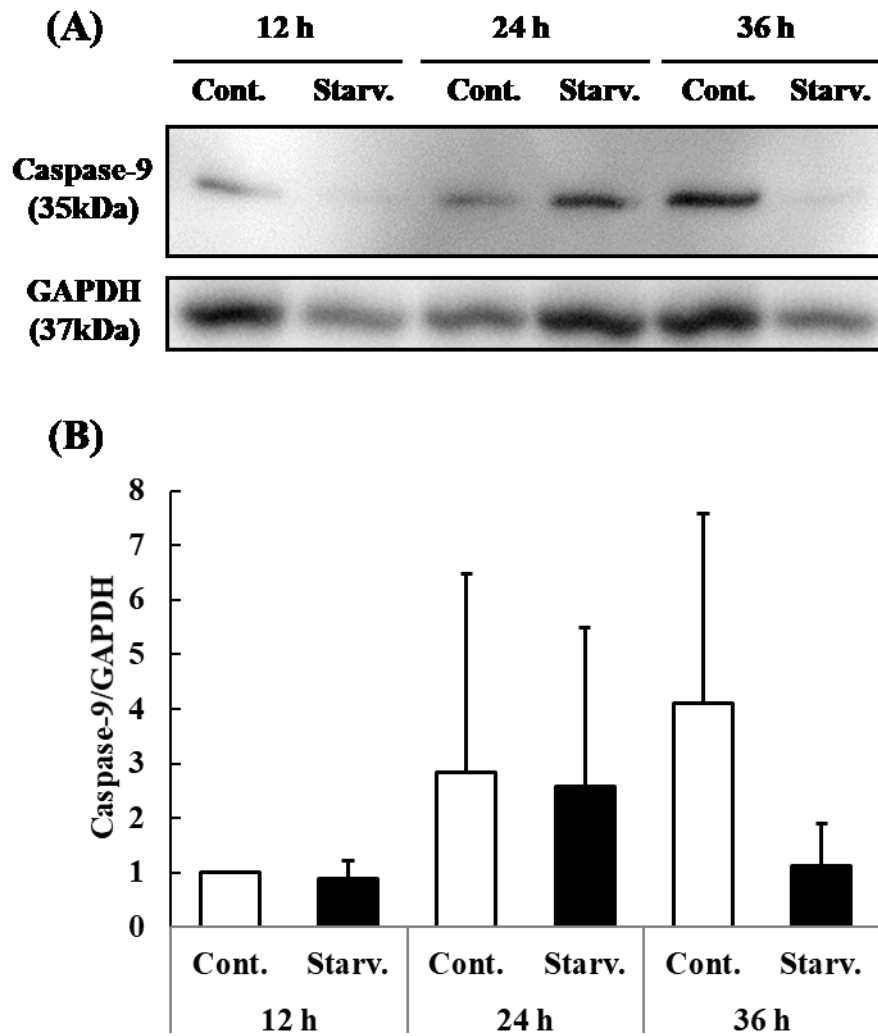 (A)
12 h 24 h 36 h
Cont. Starv. Cont. Starv. Cont. Starv.
Caspase-9
(35kDa)
GAPDH
(37kDa)
(B)
8
7
6
5
4
3
2
1
0
Caspase-9/GAPDH
Cont. Starv. Cont. Starv. Cont. Starv.
12 h 24 h 36 h